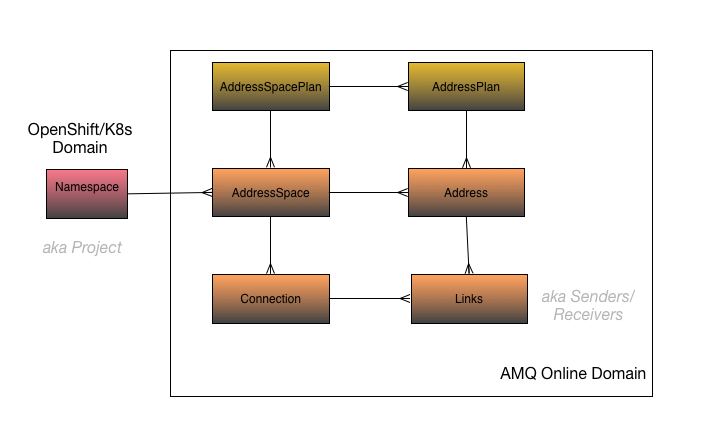 AddressSpacePlan
AddressPlan
OpenShift/K8s
Domain
Namespace
AddressSpace
Address
aka Project
Connection
Links
aka Senders/
Receivers
AMQ Online Domain